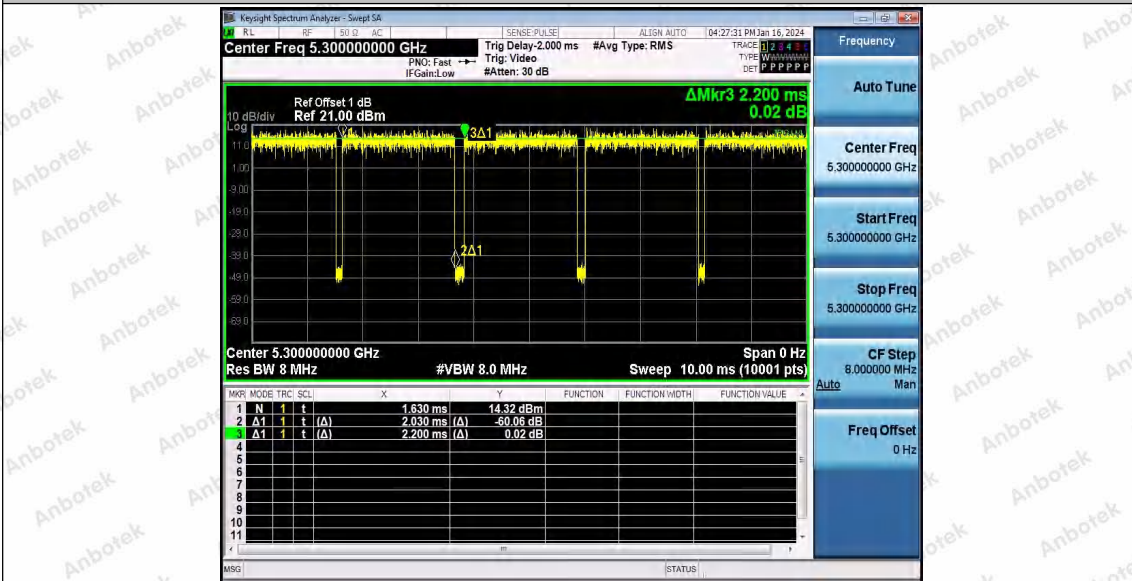 Keysight Spectrum Analyzer - Swept SA
RL RF 50 Ω AC SENSE:PULSE ALIGN AUTO 04:27:31 PM Jan 16, 2024
Center Freq 5.300000000 GHz
PNO: Fast
IFGain:Low
Trig Delay-2.000 ms
Trig: Video
#Atten: 30 dB
#Avg Type: RMS
TRACE 1 2 3 4 5 6
TYPE WWWWWW
DET P P P P P P
ΔMkr3 2.200 ms
0.02 dB
Ref Offset 1 dB
10 dB/div Ref 21.00 dBm
Log
11.0
1.00
-9.00
-19.0
-29.0
-39.0
-49.0
-59.0
-69.0
3Δ1
2Δ1
Center 5.300000000 GHz Span 0 Hz
Res BW 8 MHz #VBW 8.0 MHz Sweep 10.00 ms (10001 pts)
MKR MODE TRC SCL X Y FUNCTION FUNCTION WIDTH FUNCTION VALUE
1 N 1 t 1.630 ms 14.32 dBm
2 Δ1 1 t (Δ) 2.030 ms (Δ) -60.06 dB
3 Δ1 1 t (Δ) 2.200 ms (Δ) 0.02 dB
4
5
6
7
8
9
10
11
MSG STATUS
Frequency
Auto Tune
Center Freq
5.300000000 GHz
Start Freq
5.300000000 GHz
Stop Freq
5.300000000 GHz
CF Step
8.000000 MHz
Auto Man
Freq Offset
0 Hz
Anbotek